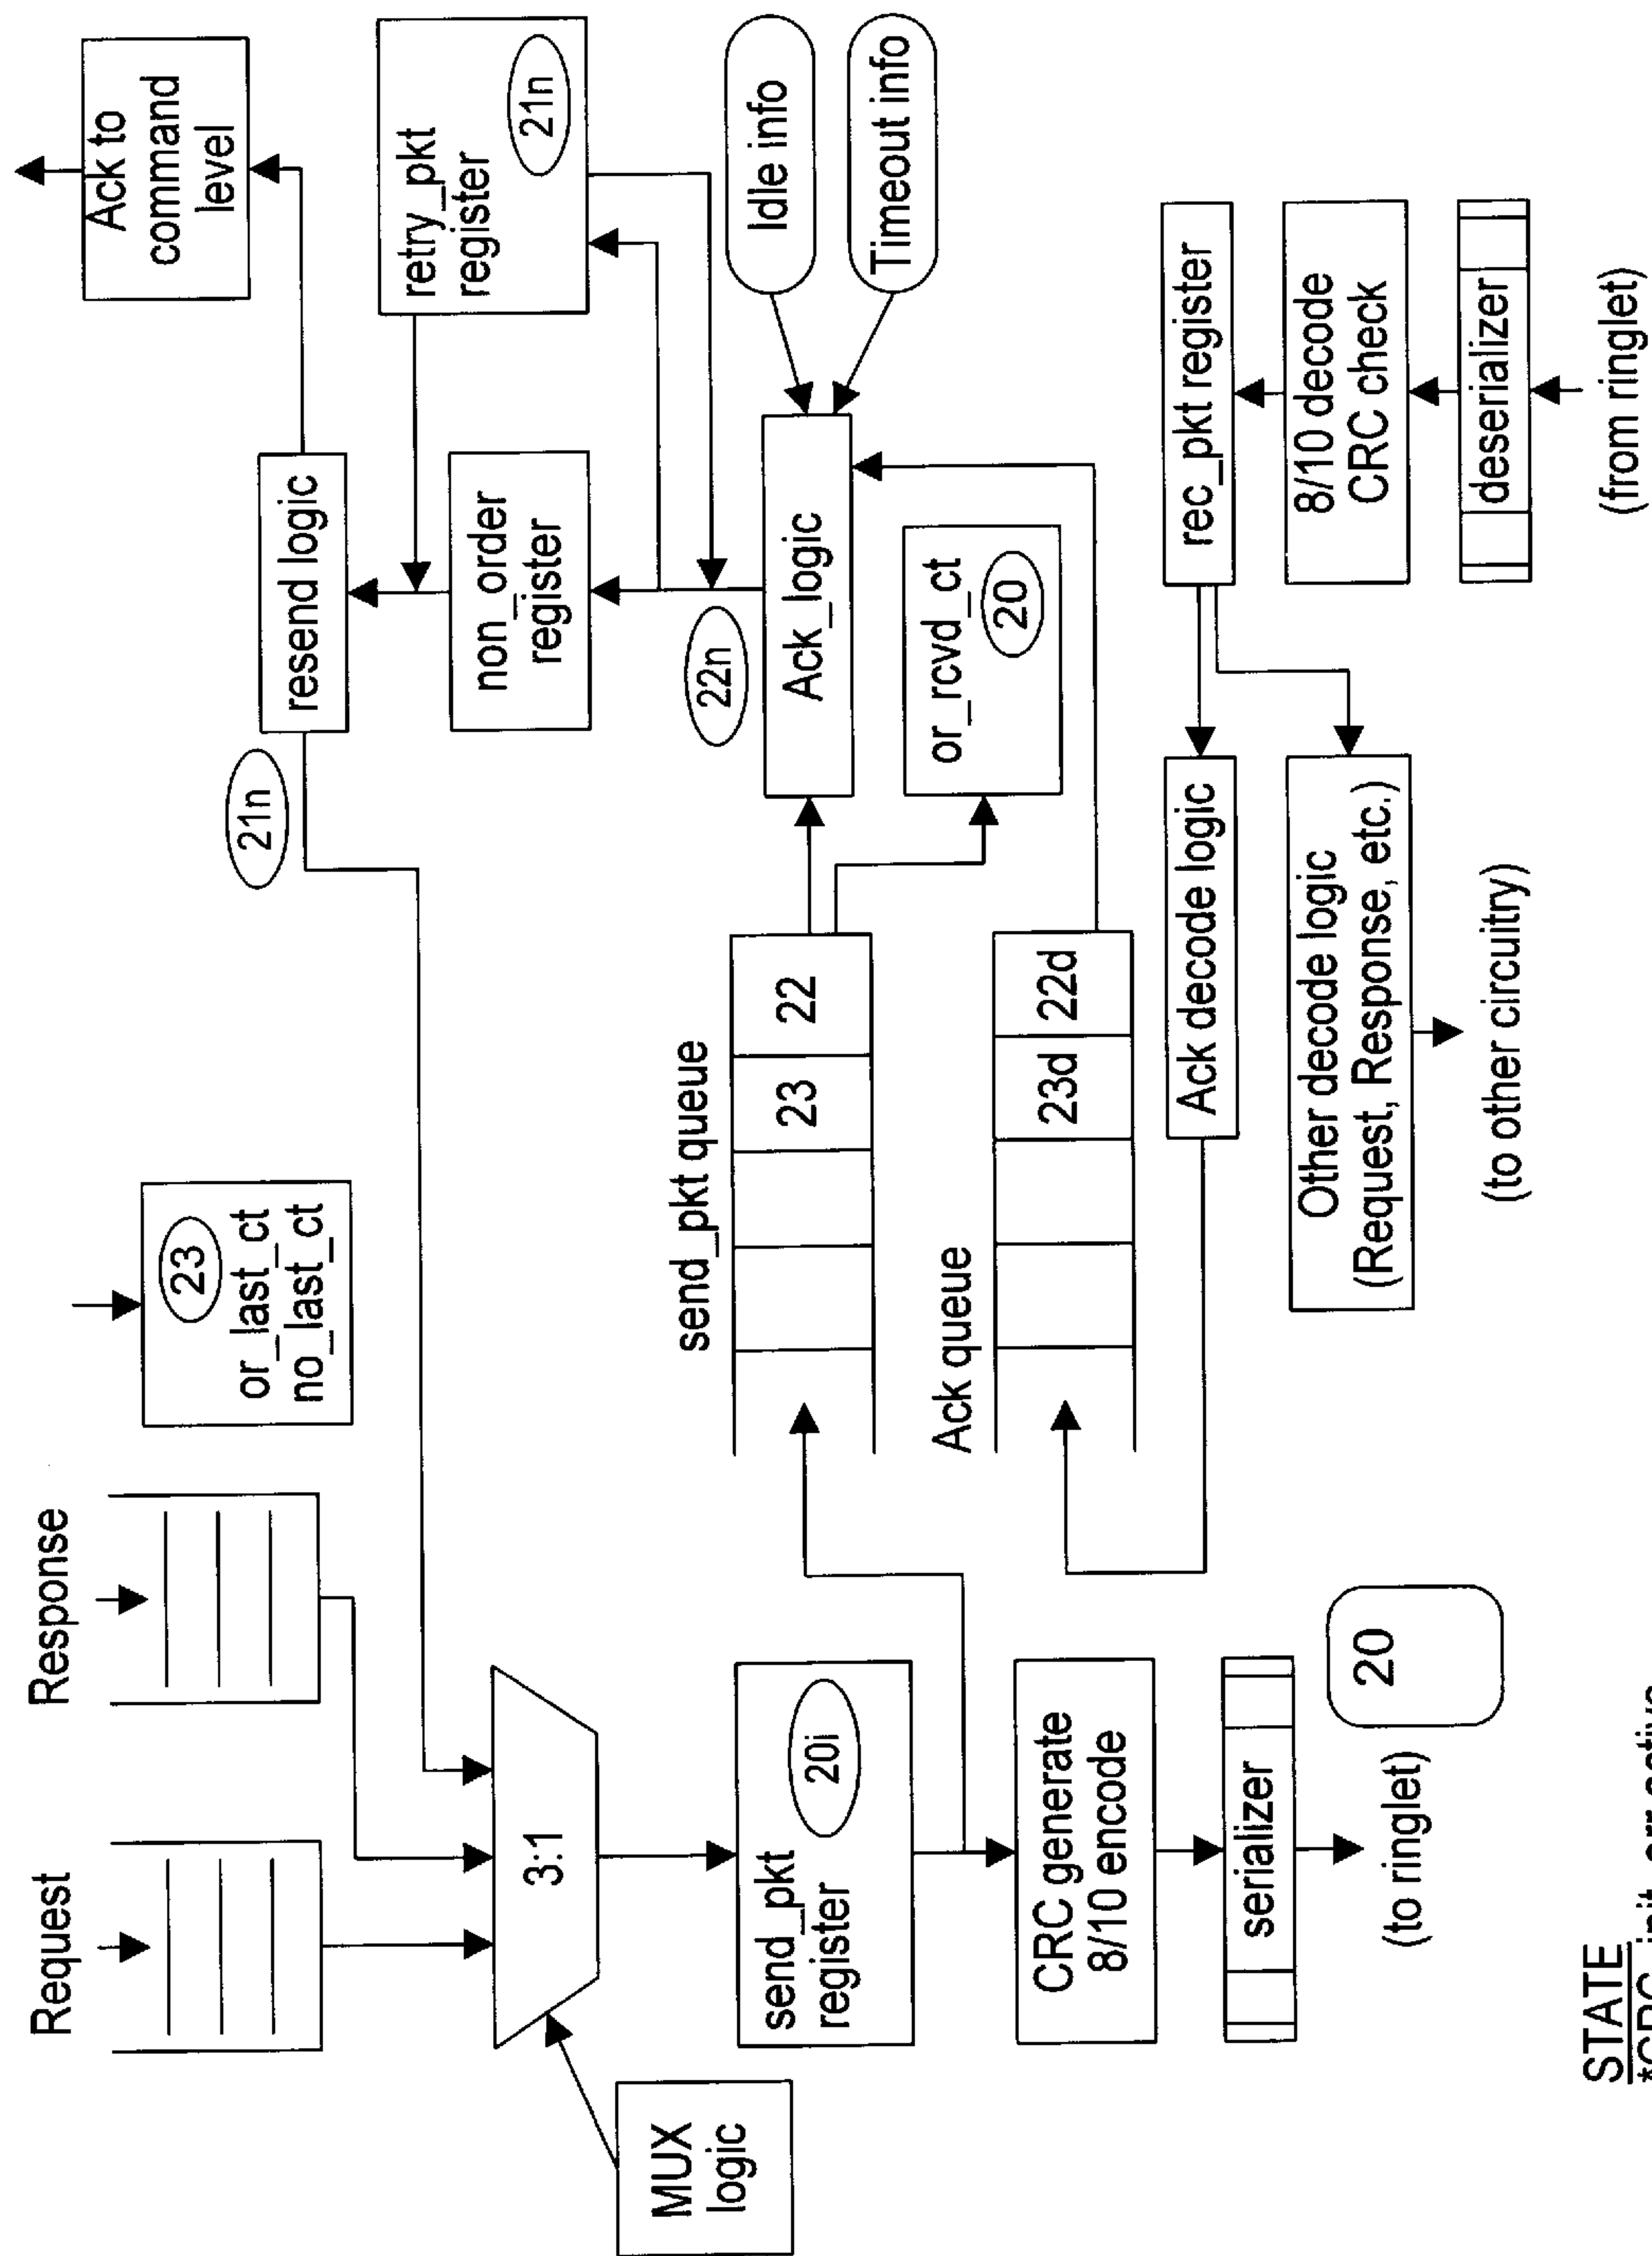 Request
Response
23
or_last_ct
no_last_ct
Ack to
command
level
MUX
logic
3:1
21n
resend logic
retry_pkt
register
21n
non_order
register
send_pkt
register
20i
send_pkt queue
23
22
22n
Ack_logic
Idle info
Timeout info
or_rcvd_ct
20
Ack queue
23d
22d
CRC generate
8/10 encode
serializer
(to ringlet)
20
Ack decode logic
Other decode logic
(Request, Response, etc.)
(to other circuitry)
rec_pkt register
8/10 decode
CRC check
deserializer
(from ringlet)
STATE